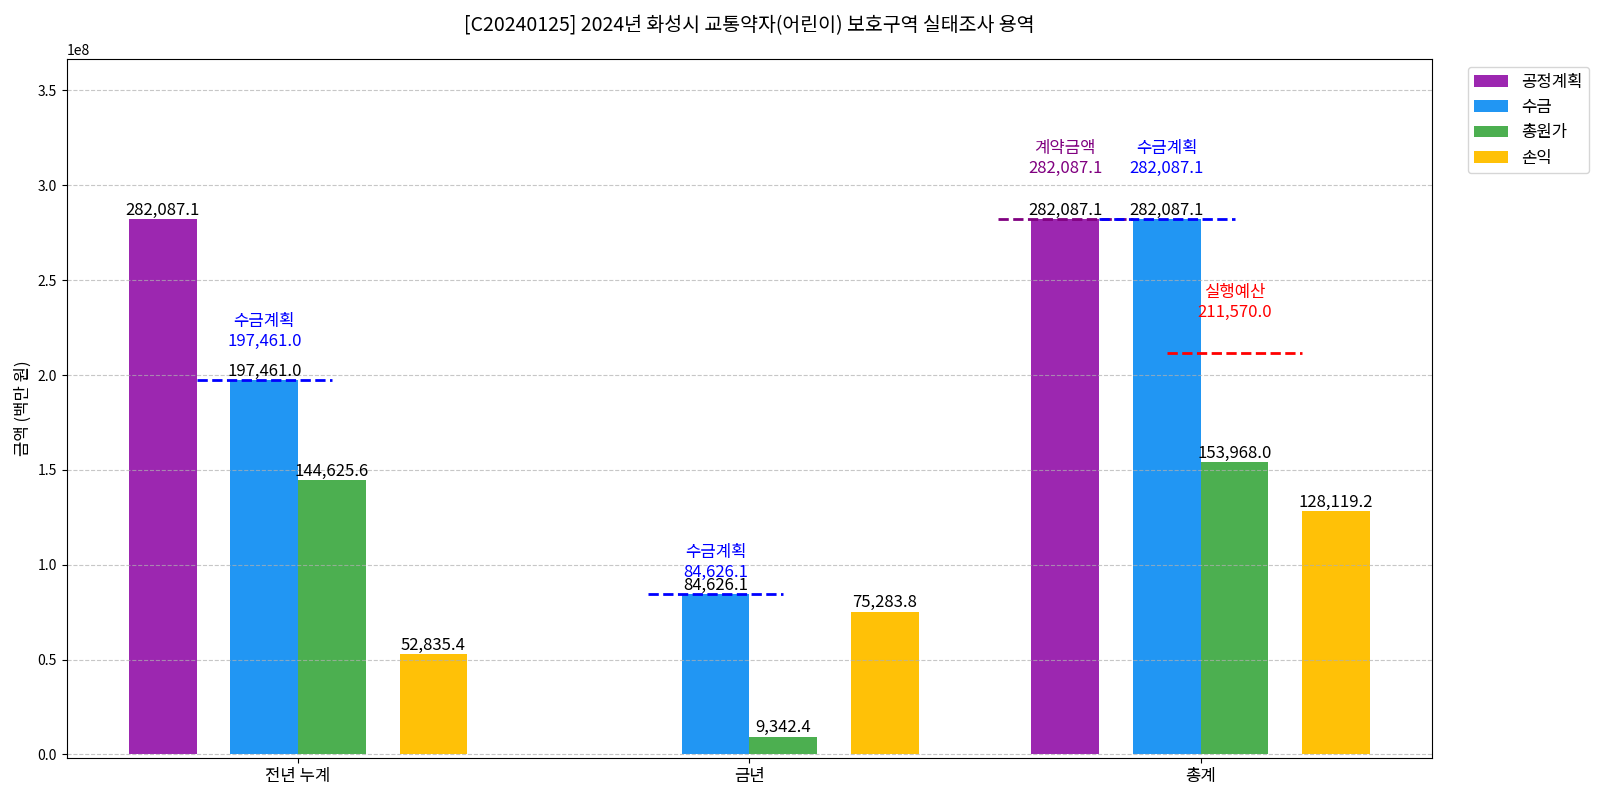 [C20240125] 2024년 화성시 교통약자(어린이) 보호구역 실태조사 용역
1e8
3.5
3.0
2.5
2.0
1.5
1.0
0.5
0.0
금액 (백만 원)
282,087.1
수금계획
197,461.0
197,461.0
144,625.6
52,835.4
수금계획
84,626.1
84,626.1
9,342.4
75,283.8
계약금액
282,087.1
282,087.1
수금계획
282,087.1
282,087.1
실행예산
211,570.0
153,968.0
128,119.2
전년 누계
금년
총계
공정계획
수금
총원가
손익